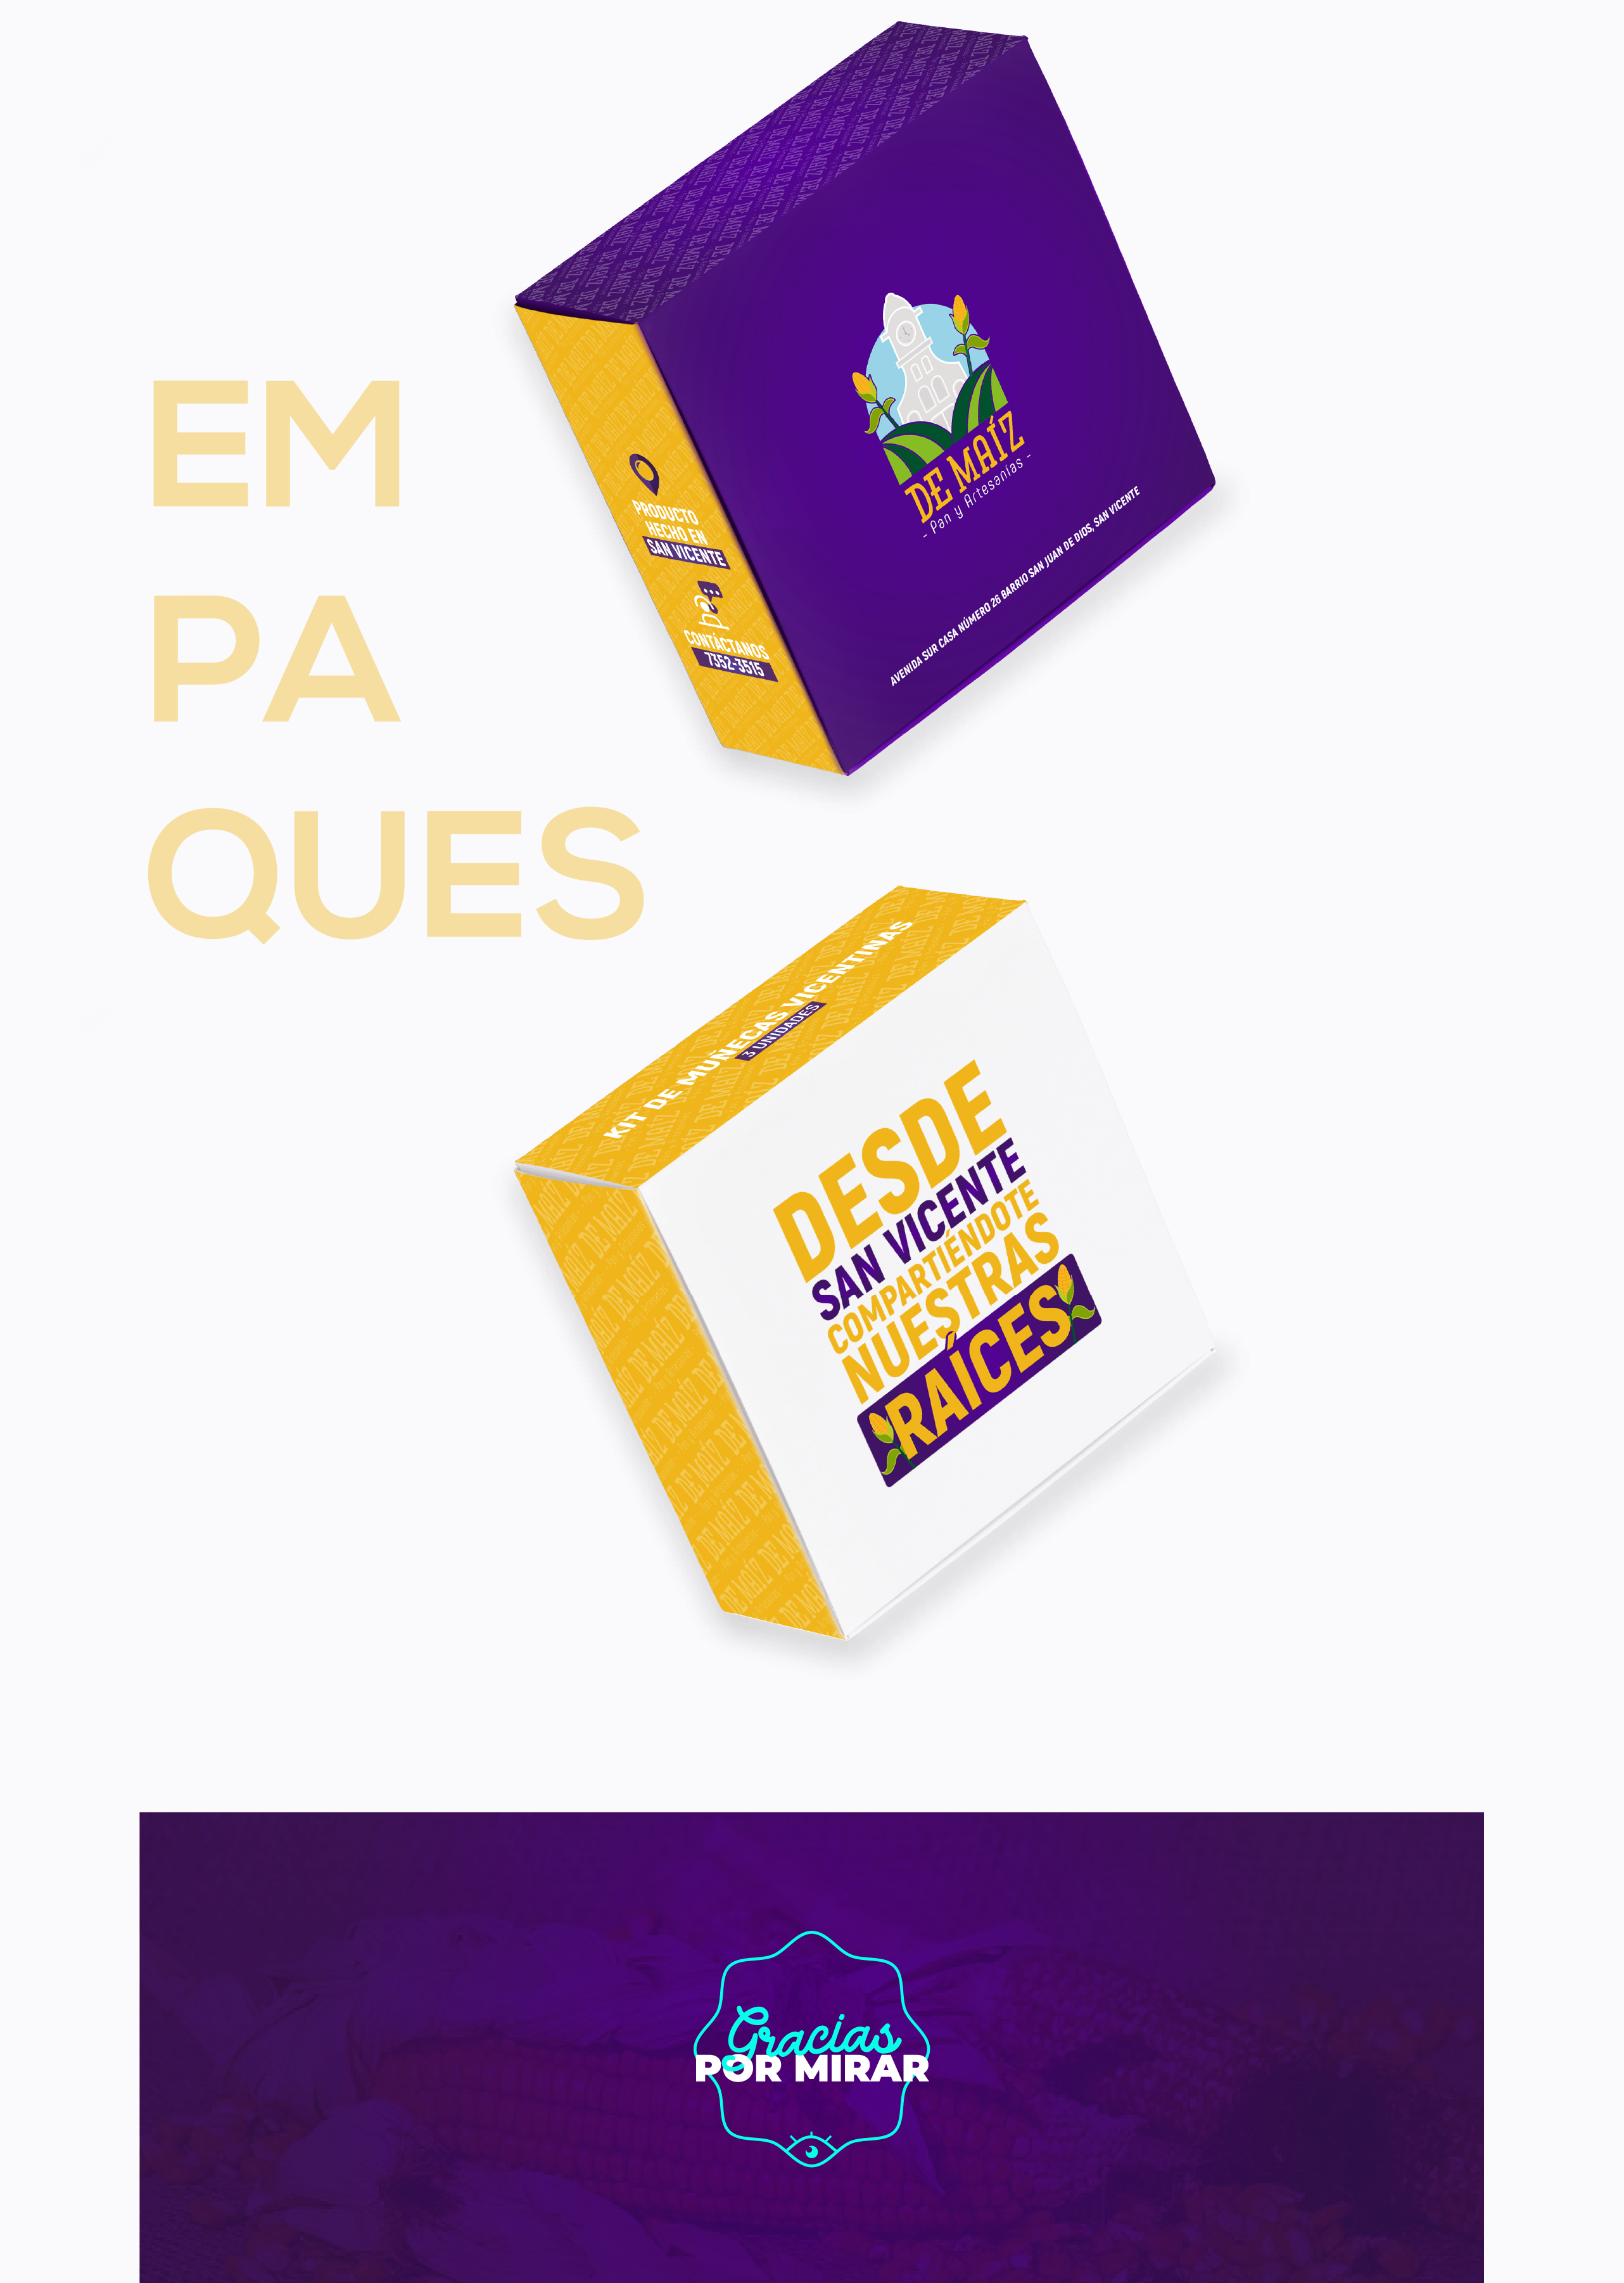 EM
PA
QUES
DE MAÍZ
- Pan y Artesanías -
AVENIDA SUR CASA NÚMERO 26 BARRIO SAN JUAN DE DIOS, SAN VICENTE
PRODUCTO
HECHO EN
SAN VICENTE
CONTÁCTANOS
7352-3515
KIT DE MUÑECAS VICENTINAS
3 UNIDADES
DESDE
SAN VICENTE
COMPARTIÉNDOTE
NUESTRAS
RAÍCES
Gracias
POR MIRAR